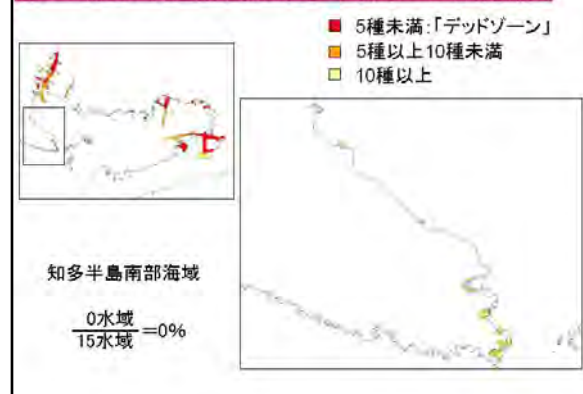 5種未満：「デッドゾーン」
5種以上10種未満
10種以上
知多半島南部海域
0水域
15水域
=0%